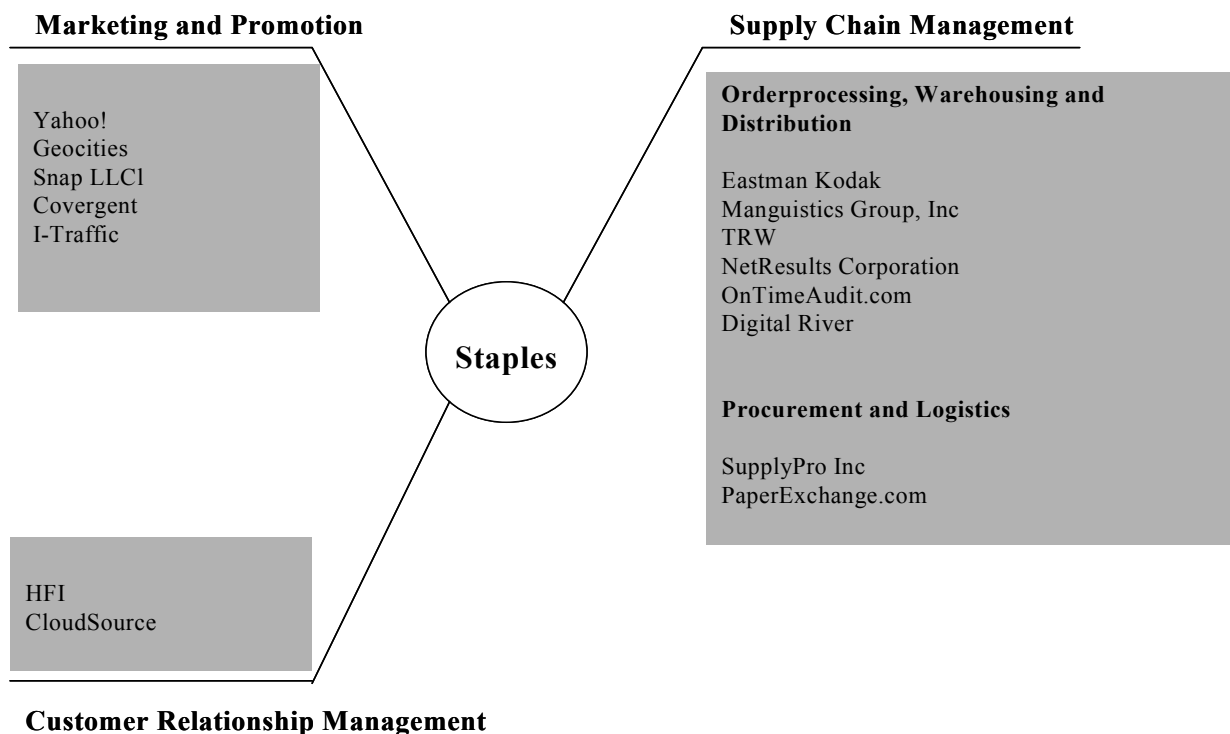 Marketing and Promotion
Yahoo!
Geocities
Snap LLCl
Covergent
I-Traffic
Supply Chain Management
Orderprocessing, Warehousing and
Distribution
Eastman Kodak
Manguistics Group, Inc
TRW
NetResults Corporation
OnTimeAudit.com
Digital River
Procurement and Logistics
SupplyPro Inc
PaperExchange.com
Staples
HFI
CloudSource
Customer Relationship Management